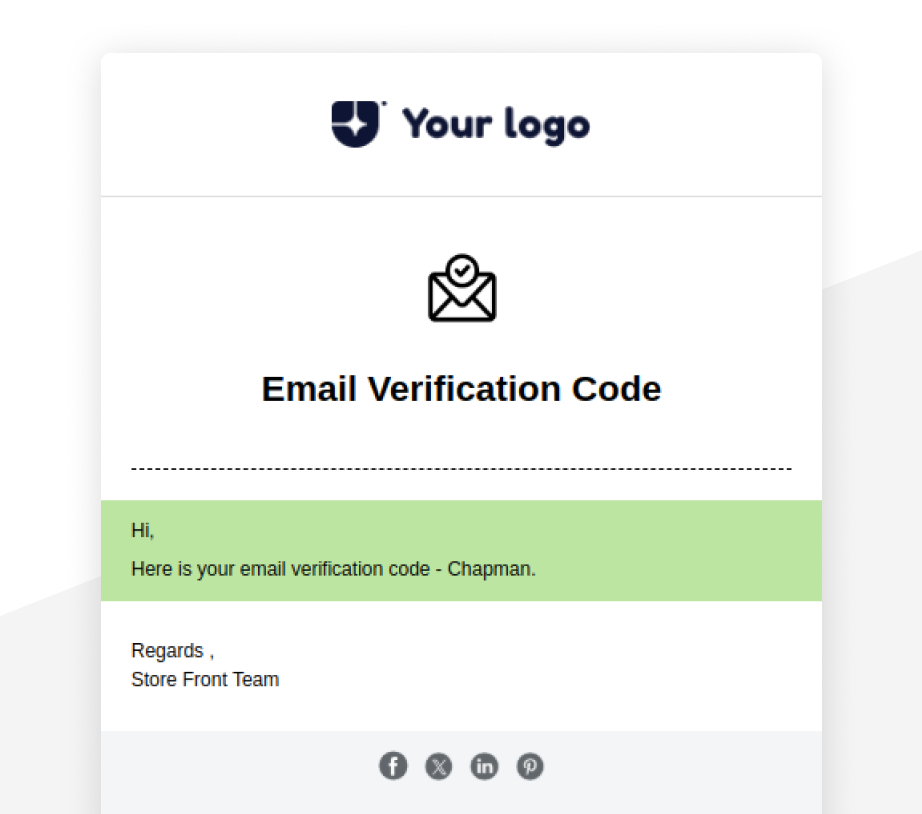 Your logo
Email Verification Code
Hi,
Here is your email verification code - Chapman.
Regards ,
Store Front Team